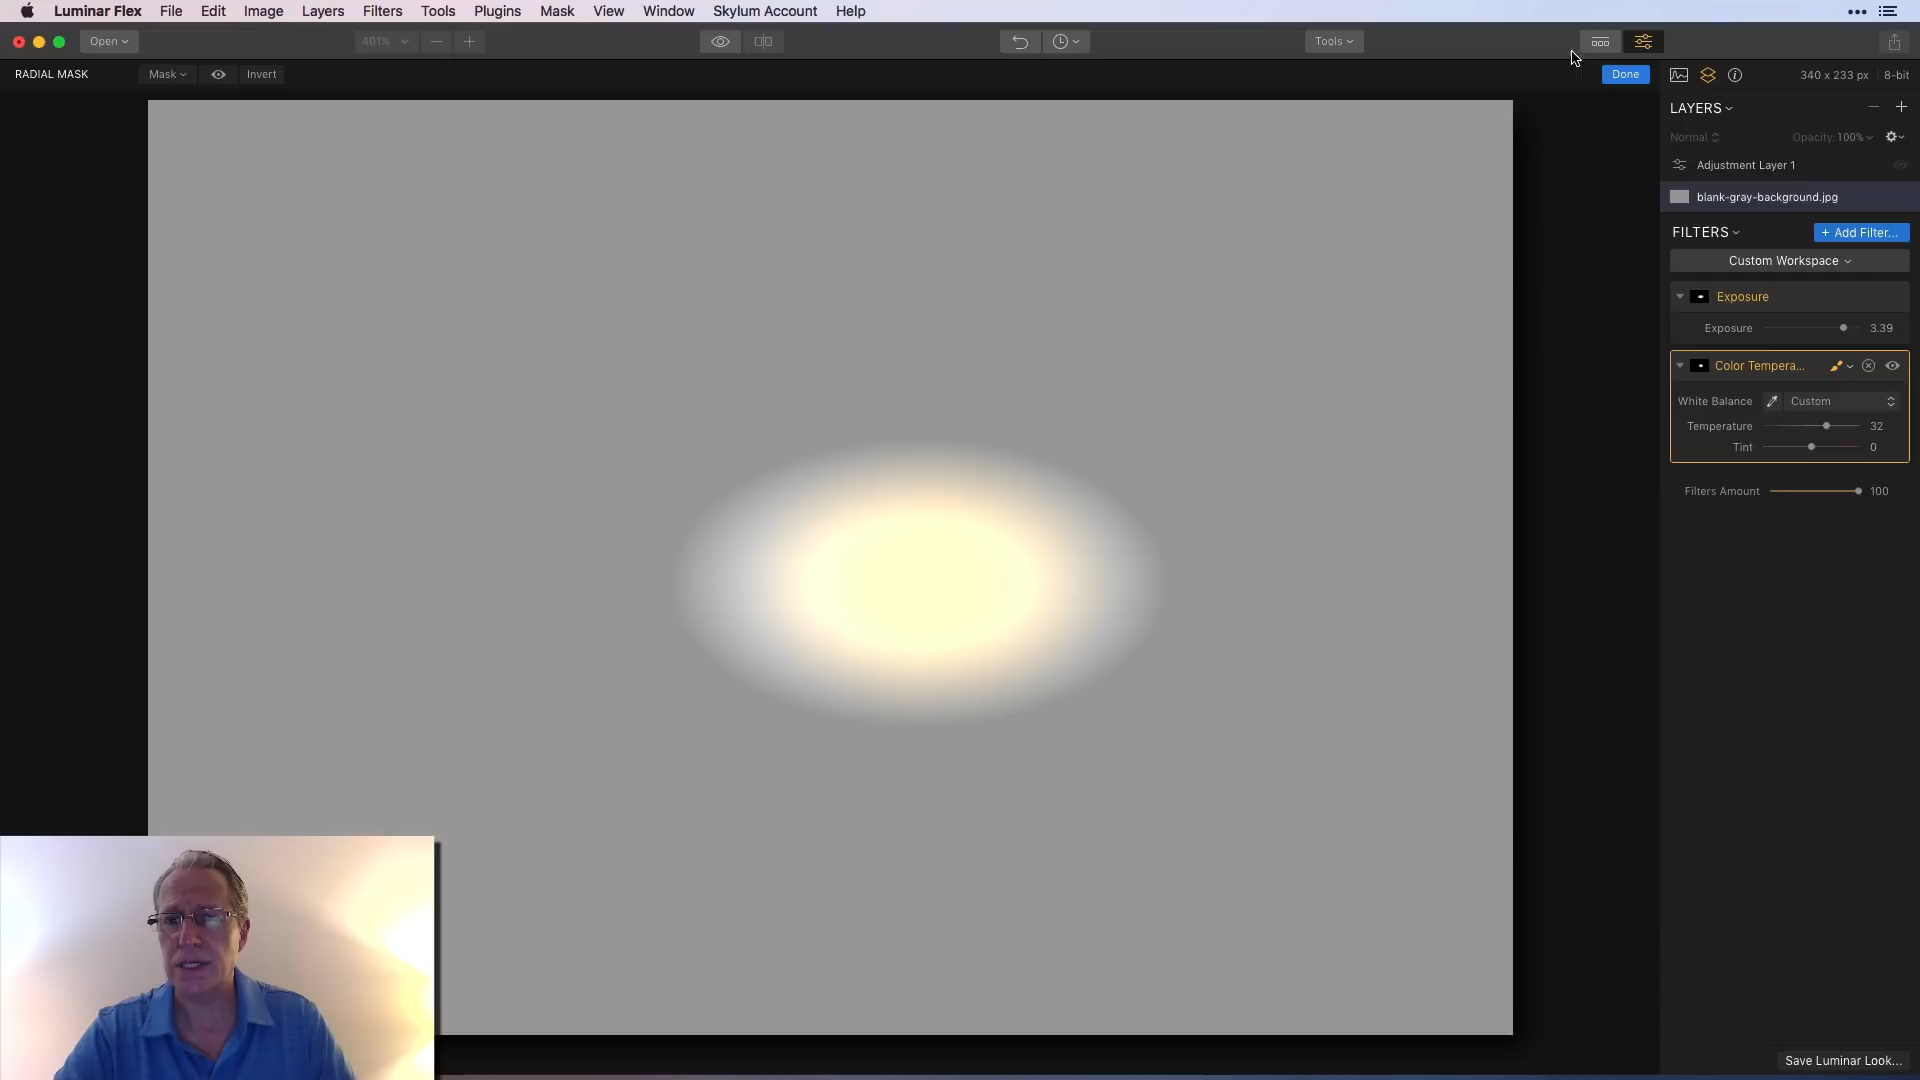 Luminar Flex File Edit Image Layers Filters Tools Plugins Mask View Window Skylum Account Help
Open 401% Tools
RADIAL MASK Mask Invert Done 340 x 233 px 8-bit
LAYERS
Normal Opacity: 100%
Adjustment Layer 1
blank-gray-background.jpg
FILTERS + Add Filter...
Custom Workspace
Exposure
Exposure 3.39
Color Tempera...
White Balance Custom
Temperature 32
Tint 0
Filters Amount 100
Save Luminar Look...